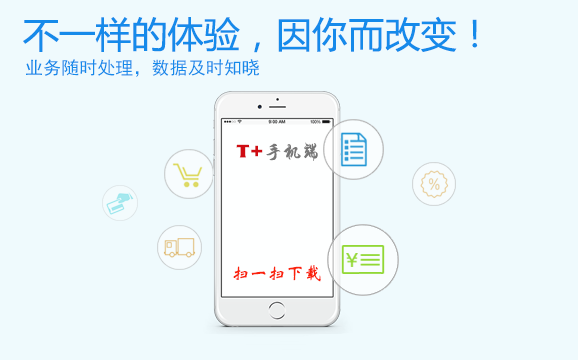 不一样的体验，因你而改变！
业务随时处理，数据及时知晓
9:00 AM
100%
T+手机端
%
¥
扫一扫下载